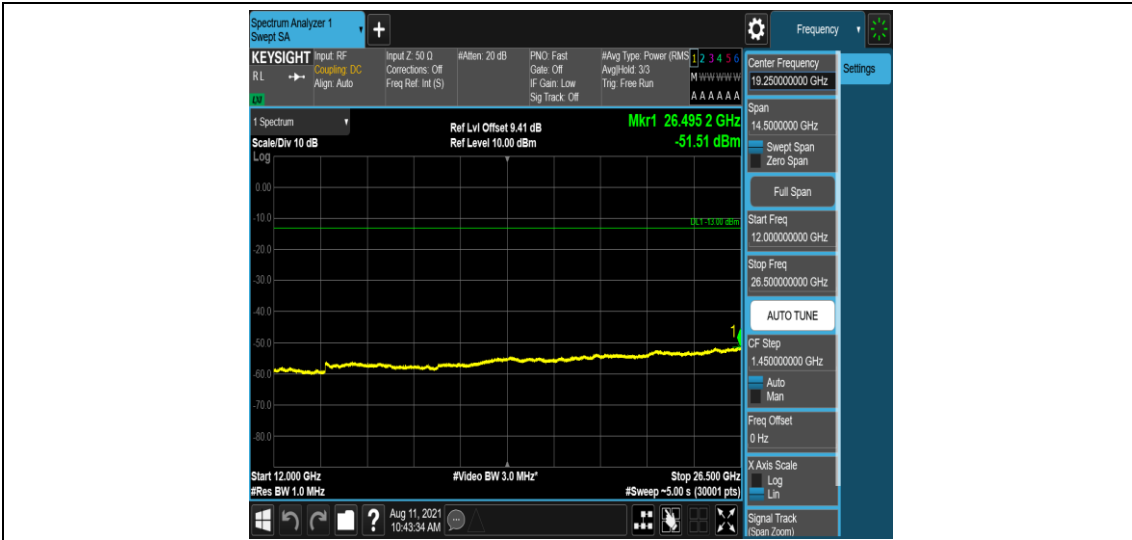 Spectrum Analyzer 1
Swept SA
+
Frequency
KEYSIGHT
RL
LXI
Input: RF
Coupling: DC
Align: Auto
Input Z: 50 Ω
Corrections: Off
Freq Ref: Int (S)
#Atten: 20 dB
PNO: Fast
Gate: Off
IF Gain: Low
Sig Track: Off
#Avg Type: Power (RMS
Avg|Hold: 3/3
Trig: Free Run
1 2 3 4 5 6
M W W W W W
A A A A A A
1 Spectrum
Scale/Div 10 dB
Log
Ref Lvl Offset 9.41 dB
Ref Level 10.00 dBm
Mkr1 26.495 2 GHz
-51.51 dBm
0.00
-10.0
DL1 -13.00 dBm
-20.0
-30.0
-40.0
1
-50.0
-60.0
-70.0
-80.0
Start 12.000 GHz
#Res BW 1.0 MHz
#Video BW 3.0 MHz*
Stop 26.500 GHz
#Sweep ~5.00 s (30001 pts)
?
Aug 11, 2021
10:43:34 AM
Center Frequency
19.250000000 GHz
Settings
Span
14.5000000 GHz
Swept Span
Zero Span
Full Span
Start Freq
12.000000000 GHz
Stop Freq
26.500000000 GHz
AUTO TUNE
CF Step
1.450000000 GHz
Auto
Man
Freq Offset
0 Hz
X Axis Scale
Log
Lin
Signal Track
(Span Zoom)